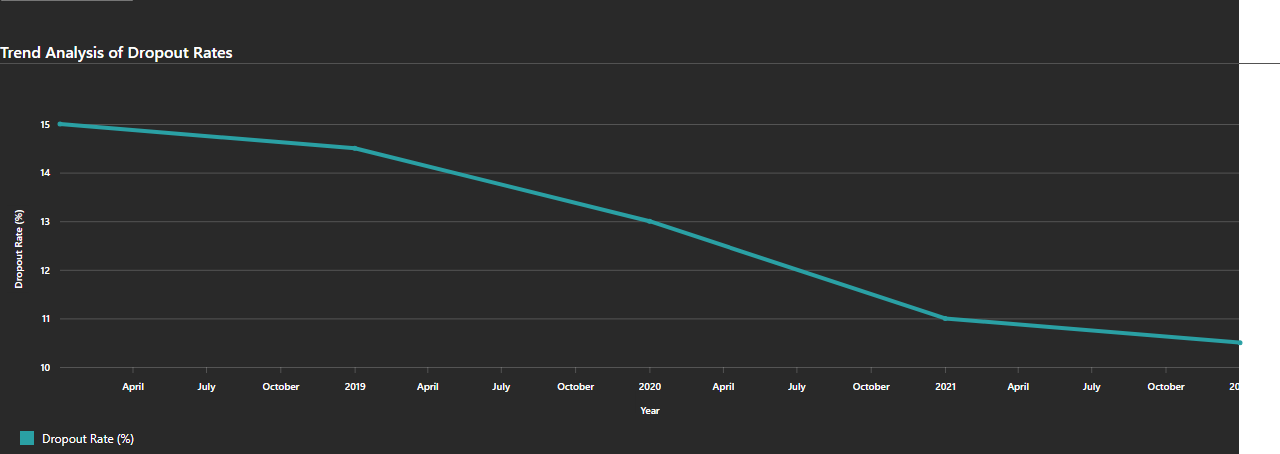 Trend Analysis of Dropout Rates
15
14
13
12
11
10
Dropout Rate (%)
April July October 2019 April July October 2020 April July October 2021 April July October
Year
Dropout Rate (%)